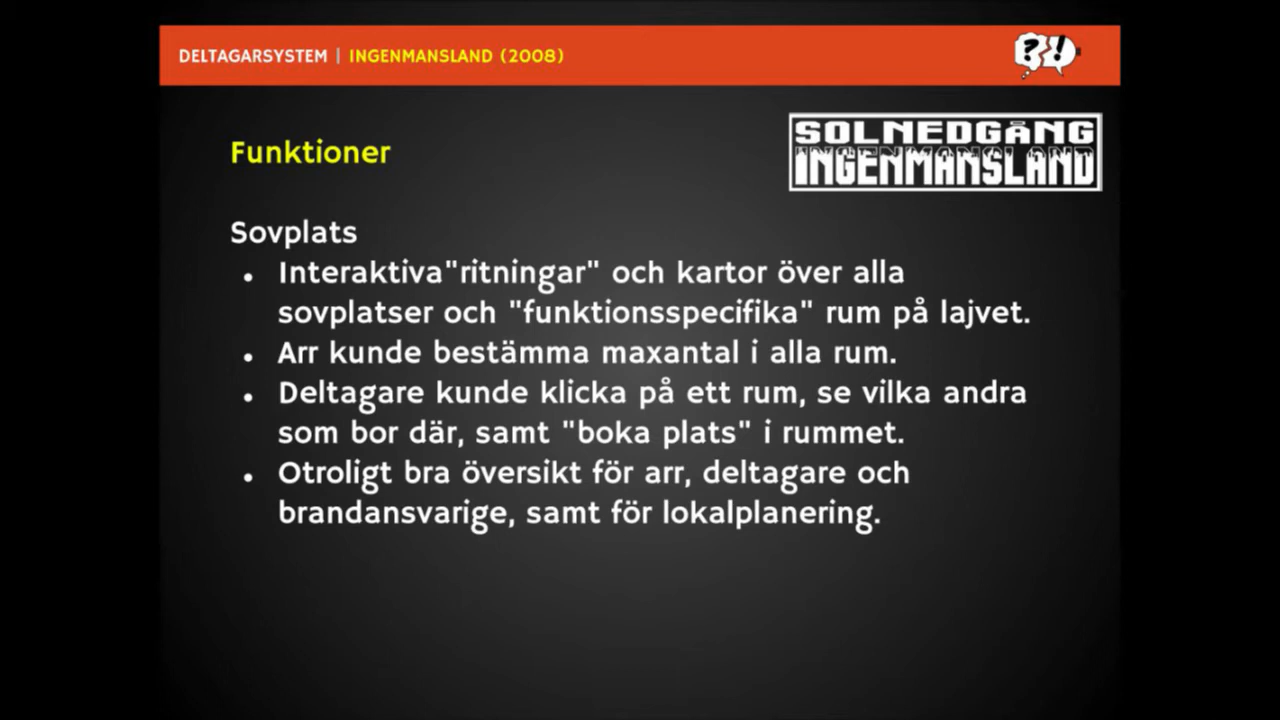 DELTAGARSYSTEM | INGENMANSLAND (2008)
?!
SOLNEDGÅNG
INGENMANSLAND
Funktioner
Sovplats
• Interaktiva"ritningar" och kartor över alla
sovplatser och "funktionsspecifika" rum på lajvet.
• Arr kunde bestämma maxantal i alla rum.
• Deltagare kunde klicka på ett rum, se vilka andra
som bor där, samt "boka plats" i rummet.
• Otroligt bra översikt för arr, deltagare och
brandansvarige, samt för lokalplanering.